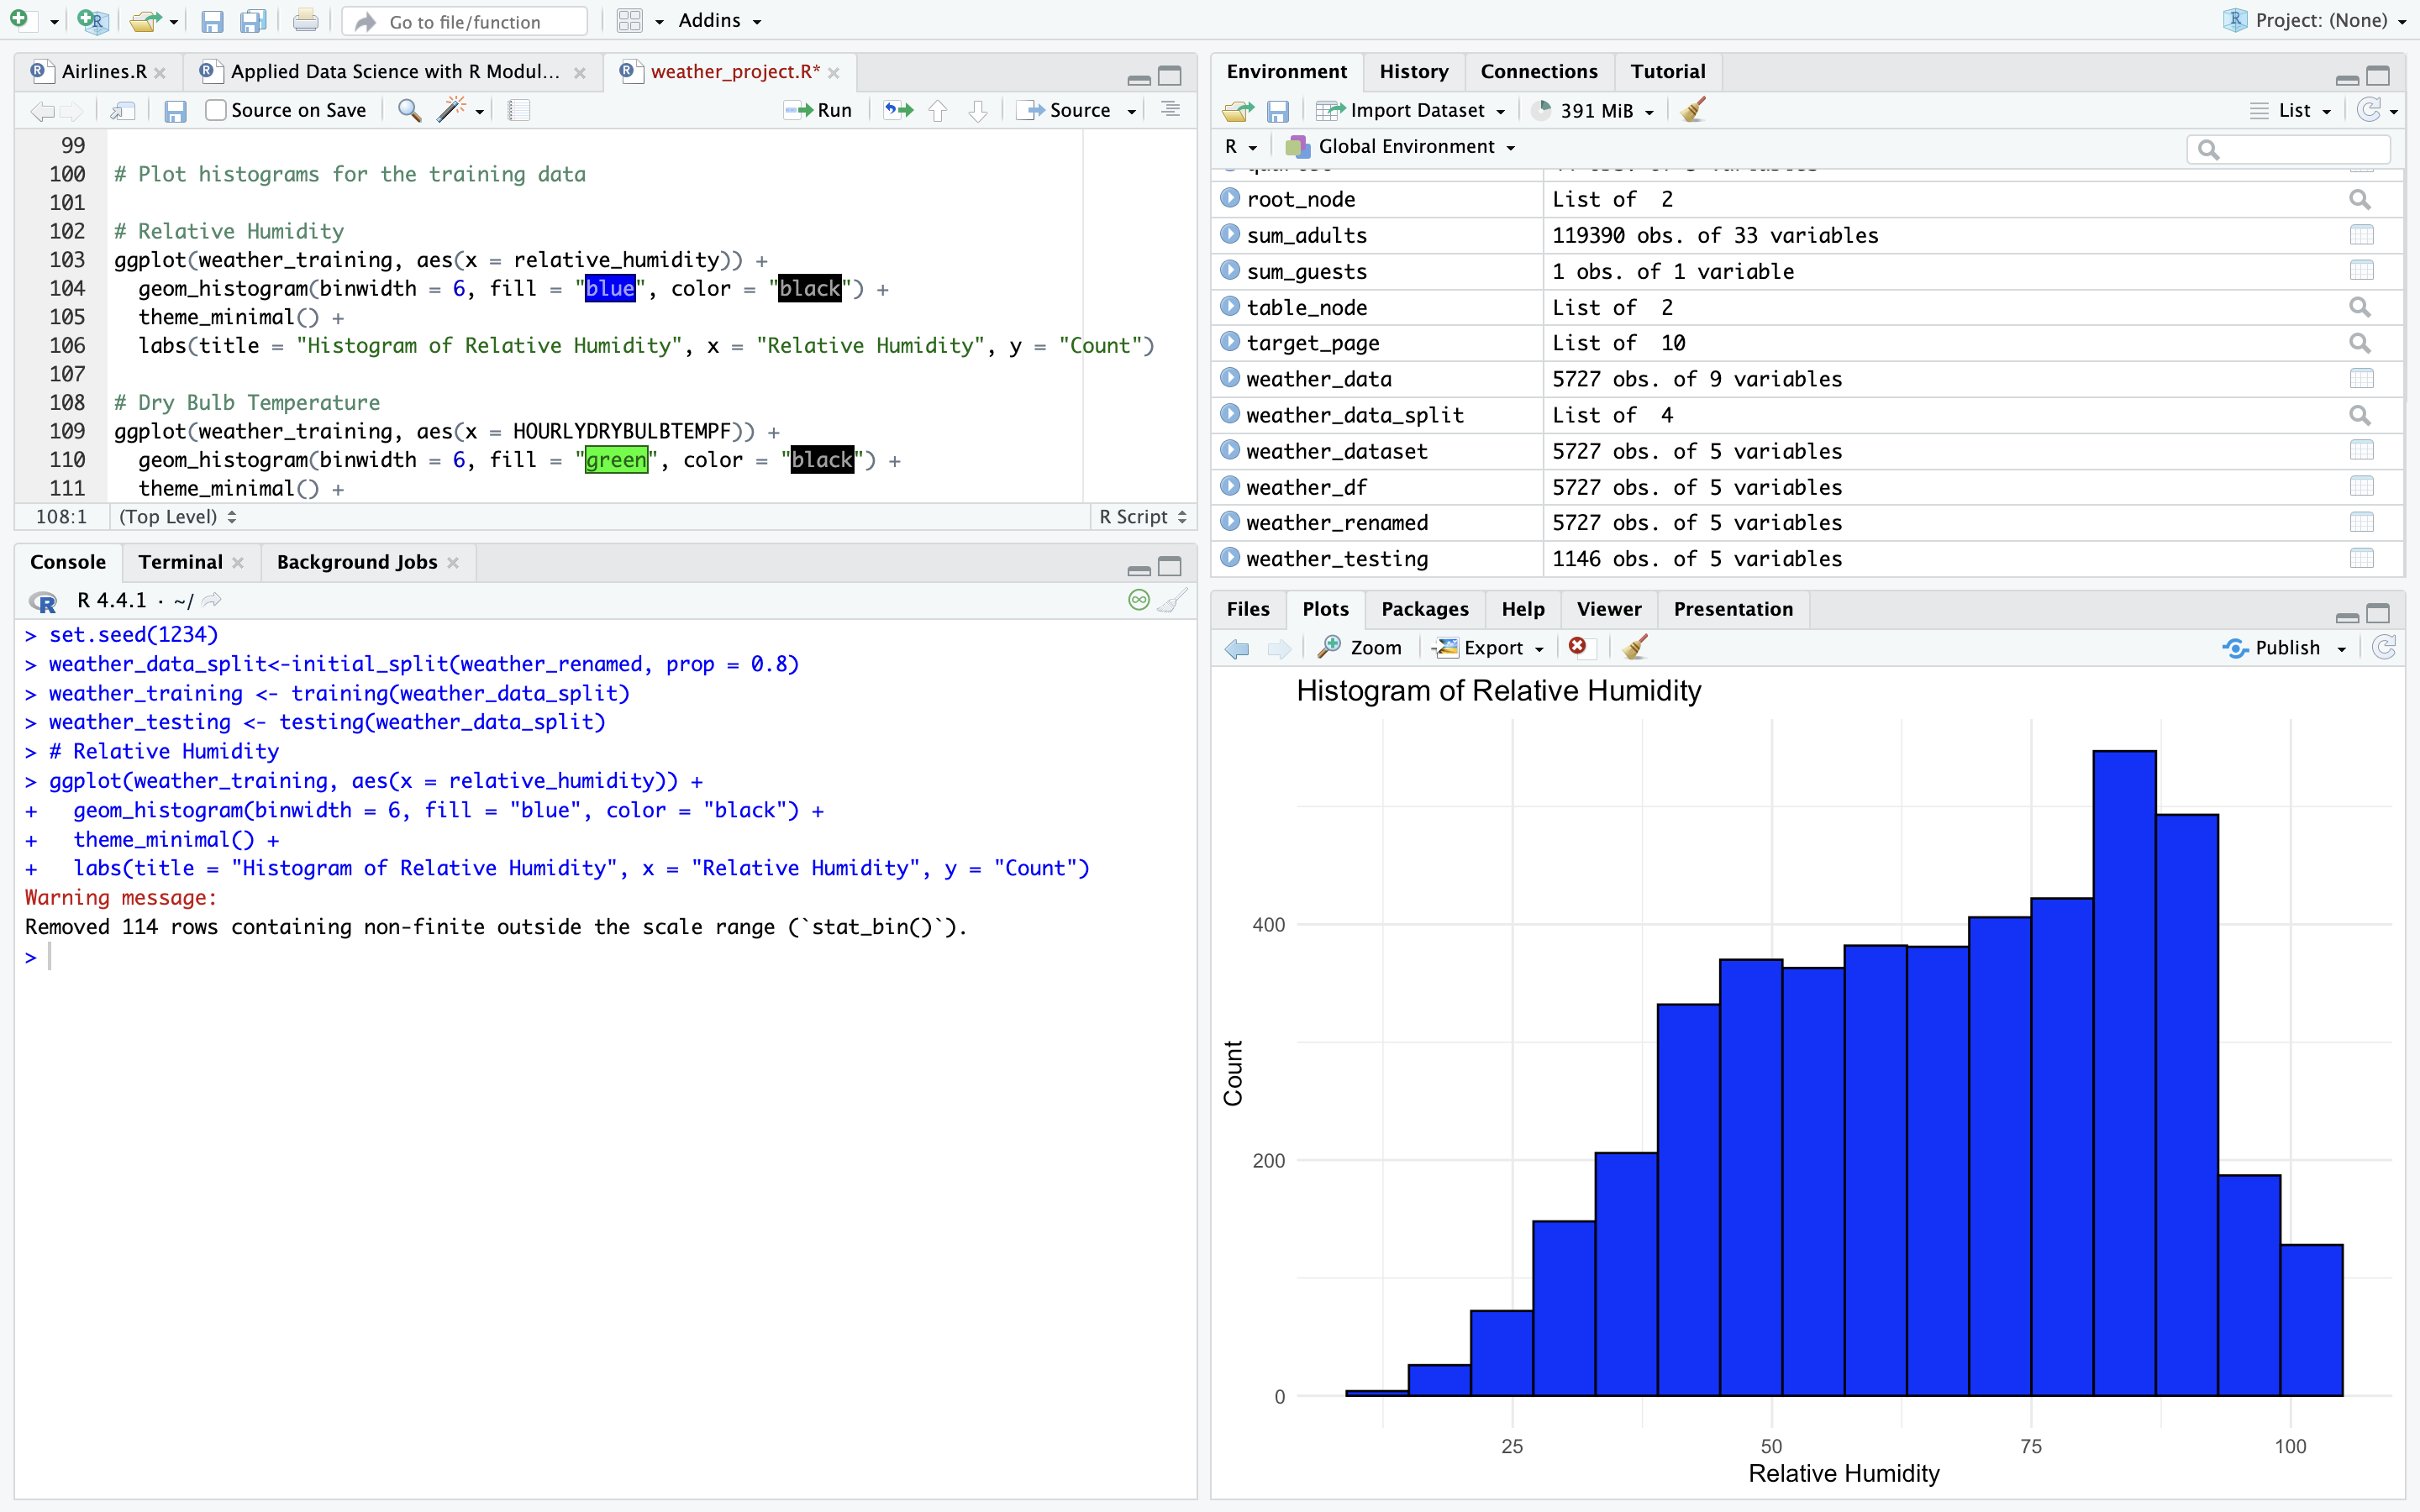 Go to file/function
Addins
Project: (None)
Airlines.R
Applied Data Science with R Modul...
weather_project.R*
Source on Save
Run
Source
99
100 # Plot histograms for the training data
101
102 # Relative Humidity
103 ggplot(weather_training, aes(x = relative_humidity)) +
104 geom_histogram(binwidth = 6, fill = "blue", color = "black") +
105 theme_minimal() +
106 labs(title = "Histogram of Relative Humidity", x = "Relative Humidity", y = "Count")
107
108 # Dry Bulb Temperature
109 ggplot(weather_training, aes(x = HOURLYDRYBULBTEMPF)) +
110 geom_histogram(binwidth = 6, fill = "green", color = "black") +
111 theme_minimal() +
108:1 (Top Level) R Script
Console Terminal Background Jobs
R 4.4.1 · ~/
> set.seed(1234)
> weather_data_split<-initial_split(weather_renamed, prop = 0.8)
> weather_training <- training(weather_data_split)
> weather_testing <- testing(weather_data_split)
> # Relative Humidity
> ggplot(weather_training, aes(x = relative_humidity)) +
+ geom_histogram(binwidth = 6, fill = "blue", color = "black") +
+ theme_minimal() +
+ labs(title = "Histogram of Relative Humidity", x = "Relative Humidity", y = "Count")
Warning message:
Removed 114 rows containing non-finite outside the scale range (`stat_bin()`).
>
Environment History Connections Tutorial
Import Dataset 391 MiB List
R Global Environment
root_node List of 2
sum_adults 119390 obs. of 33 variables
sum_guests 1 obs. of 1 variable
table_node List of 2
target_page List of 10
weather_data 5727 obs. of 9 variables
weather_data_split List of 4
weather_dataset 5727 obs. of 5 variables
weather_df 5727 obs. of 5 variables
weather_renamed 5727 obs. of 5 variables
weather_testing 1146 obs. of 5 variables
Files Plots Packages Help Viewer Presentation
Zoom Export Publish
Histogram of Relative Humidity
400
200
0
Count
25 50 75 100
Relative Humidity